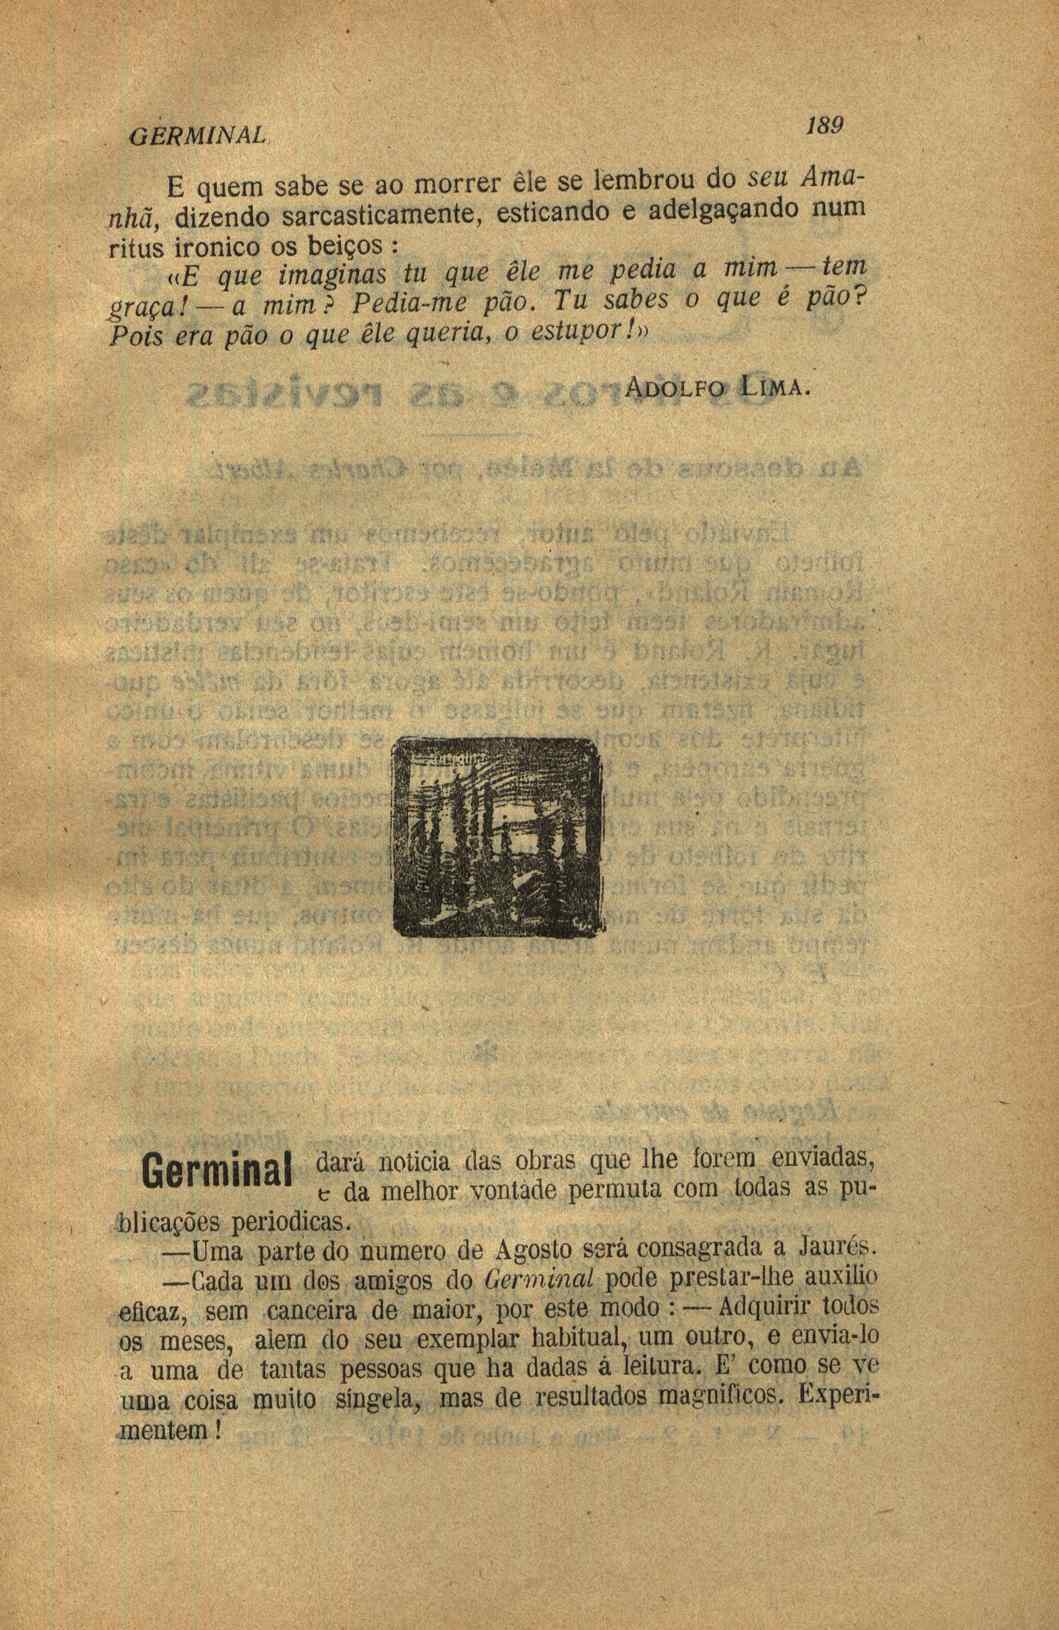 GERMINAL 189
E quem sabe se ao morrer êle se lembrou do seu Ama-
nhã, dizendo sarcasticamente, esticando e adelgaçando num
ritus ironico os beiços :
«E que imaginas tu que êle me pedia a mim — tem
graça! — a mim? Pedia-me pão. Tu sabes o que é pão?
Pois era pão o que êle queria, o estupor!»
ADOLFO LIMA.
Germinal dará noticia das obras que lhe forem enviadas,
e da melhor vontade permuta com todas as pu-
blicações periodicas.
—Uma parte do numero de Agosto será consagrada a Jaurés.
—Cada um dos amigos do Germinal pode prestar-lhe auxilio
eficaz, sem canceira de maior, por este modo : — Adquirir todos
os meses, alem do seu exemplar habitual, um outro, e envia-lo
a uma de tantas pessoas que ha dadas á leitura. E' como se ve
uma coisa muito singela, mas de resultados magnificos. Experi-
mentem !